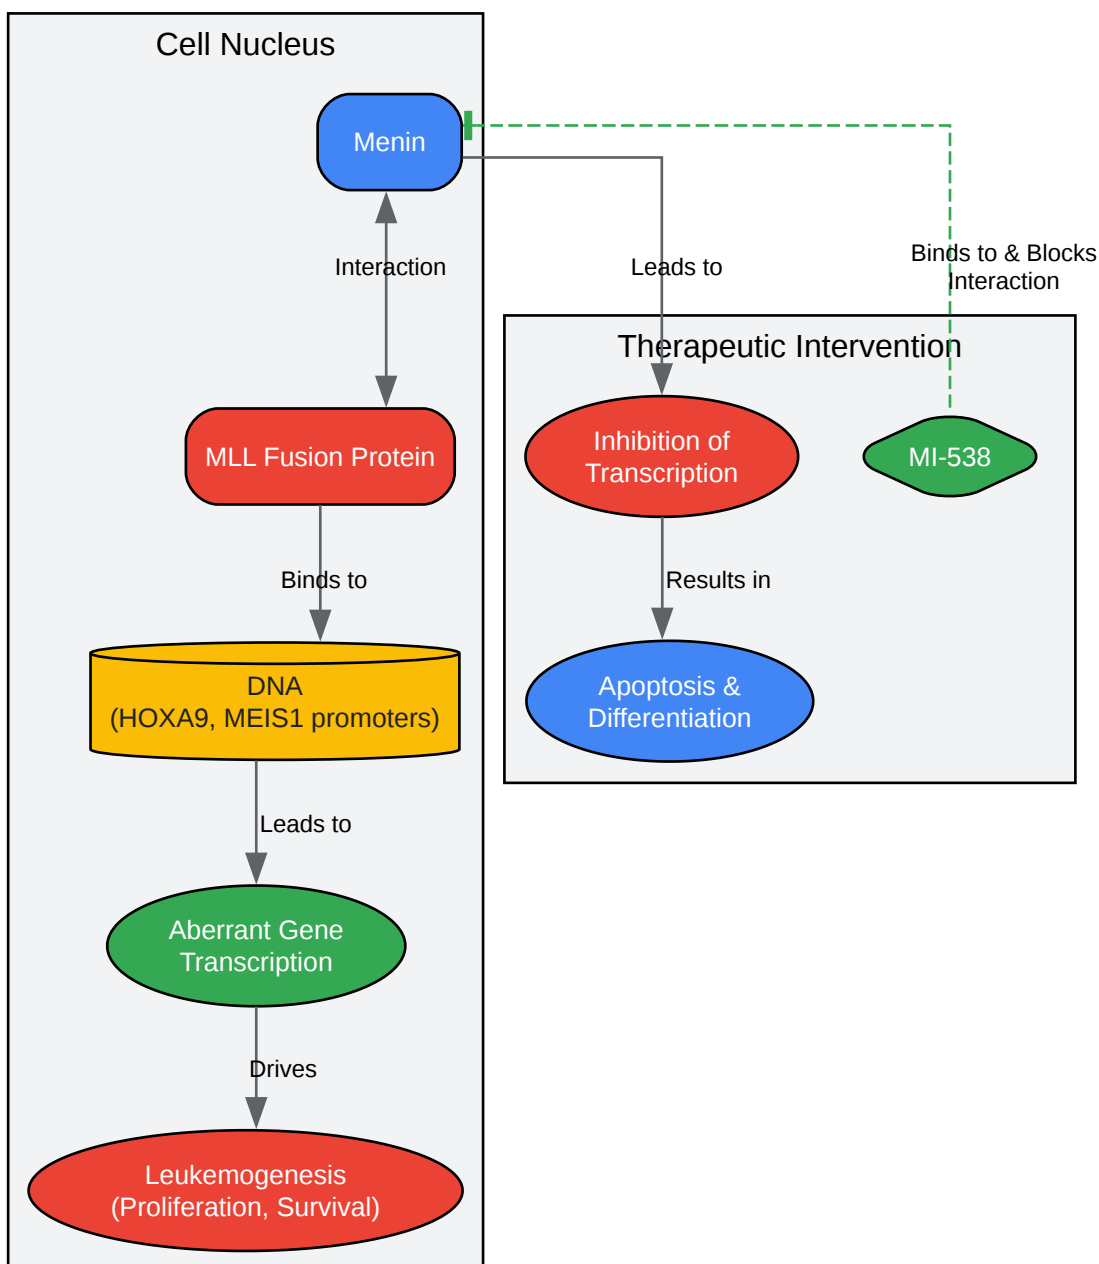 Cell Nucleus
Menin
Interaction
Leads to
Binds to & Blocks
Interaction
Therapeutic Intervention
MLL Fusion Protein
Inhibition of
Transcription
MI-538
Binds to
Results in
DNA
(HOXA9, MEIS1 promoters)
Apoptosis &
Differentiation
Leads to
Aberrant Gene
Transcription
Drives
Leukemogenesis
(Proliferation, Survival)